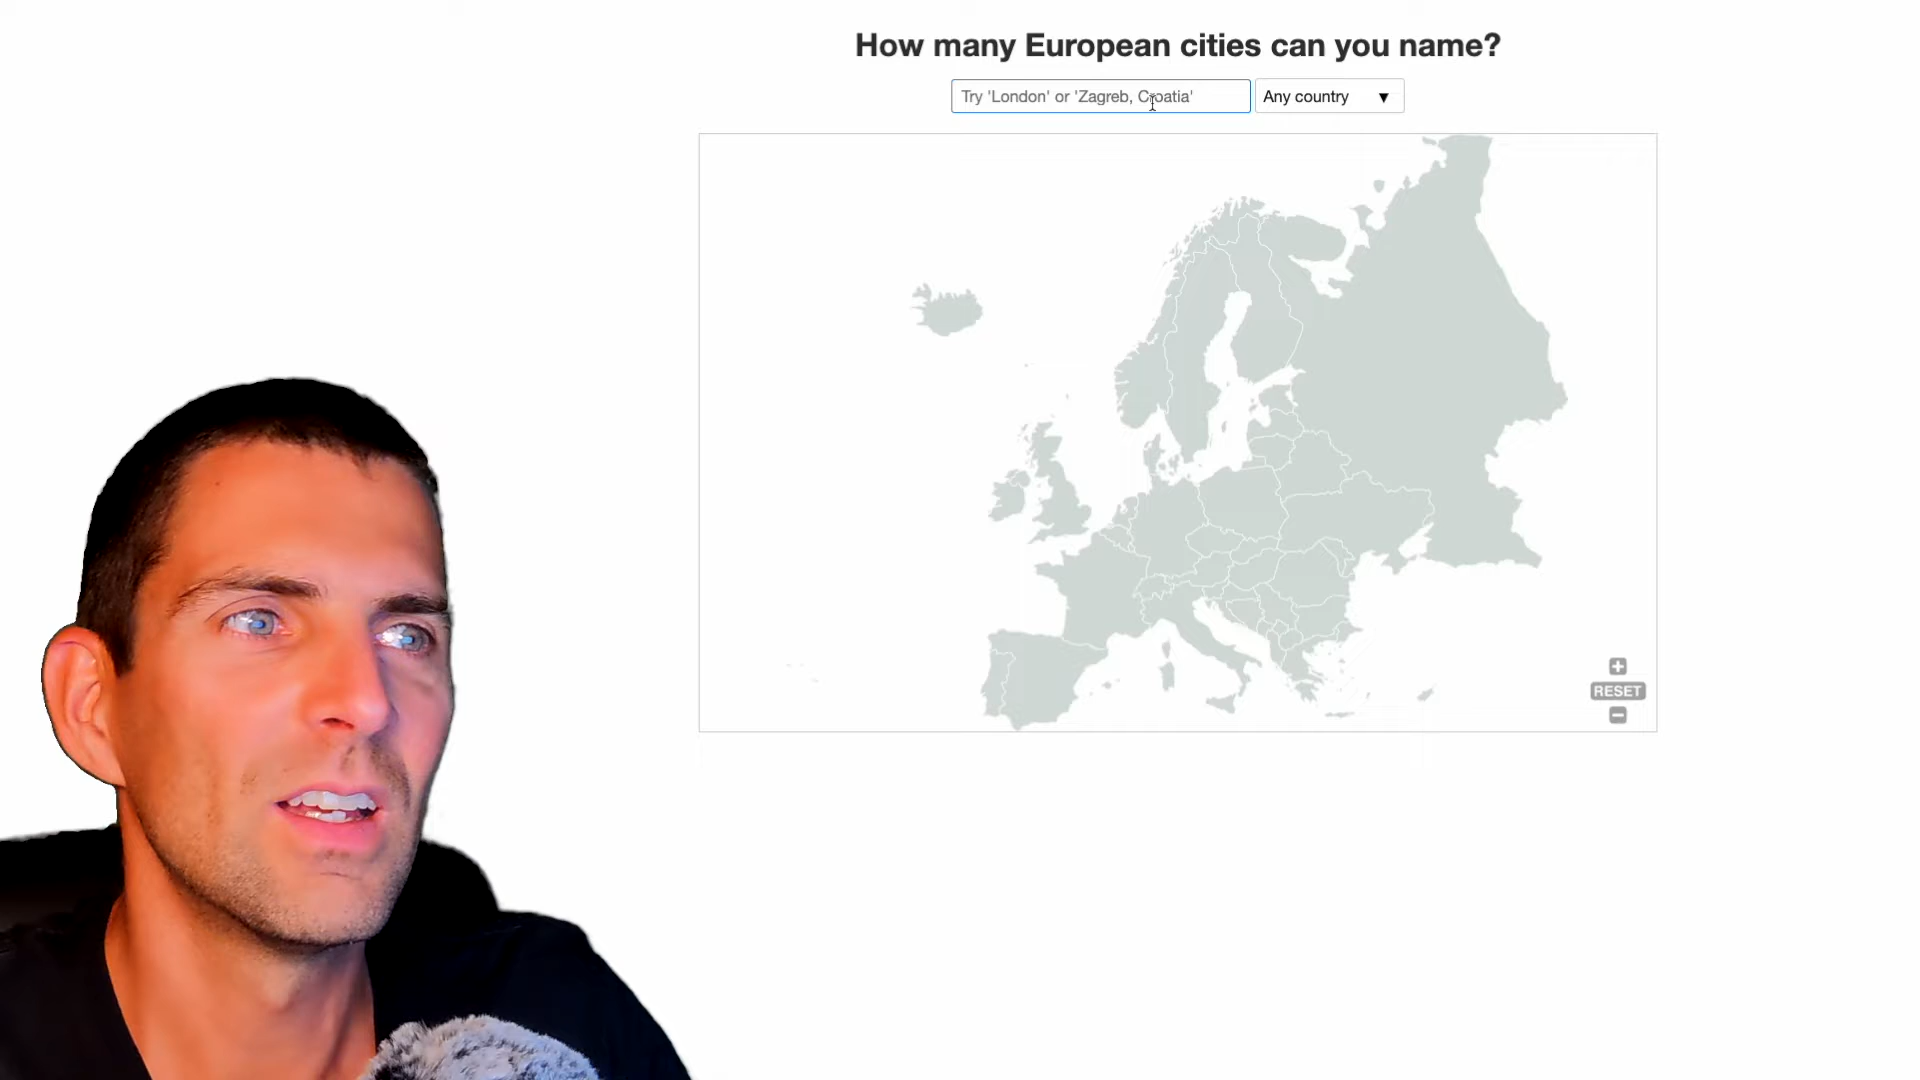 How many European cities can you name?
Try 'London' or 'Zagreb, Croatia'
Any country
RESET